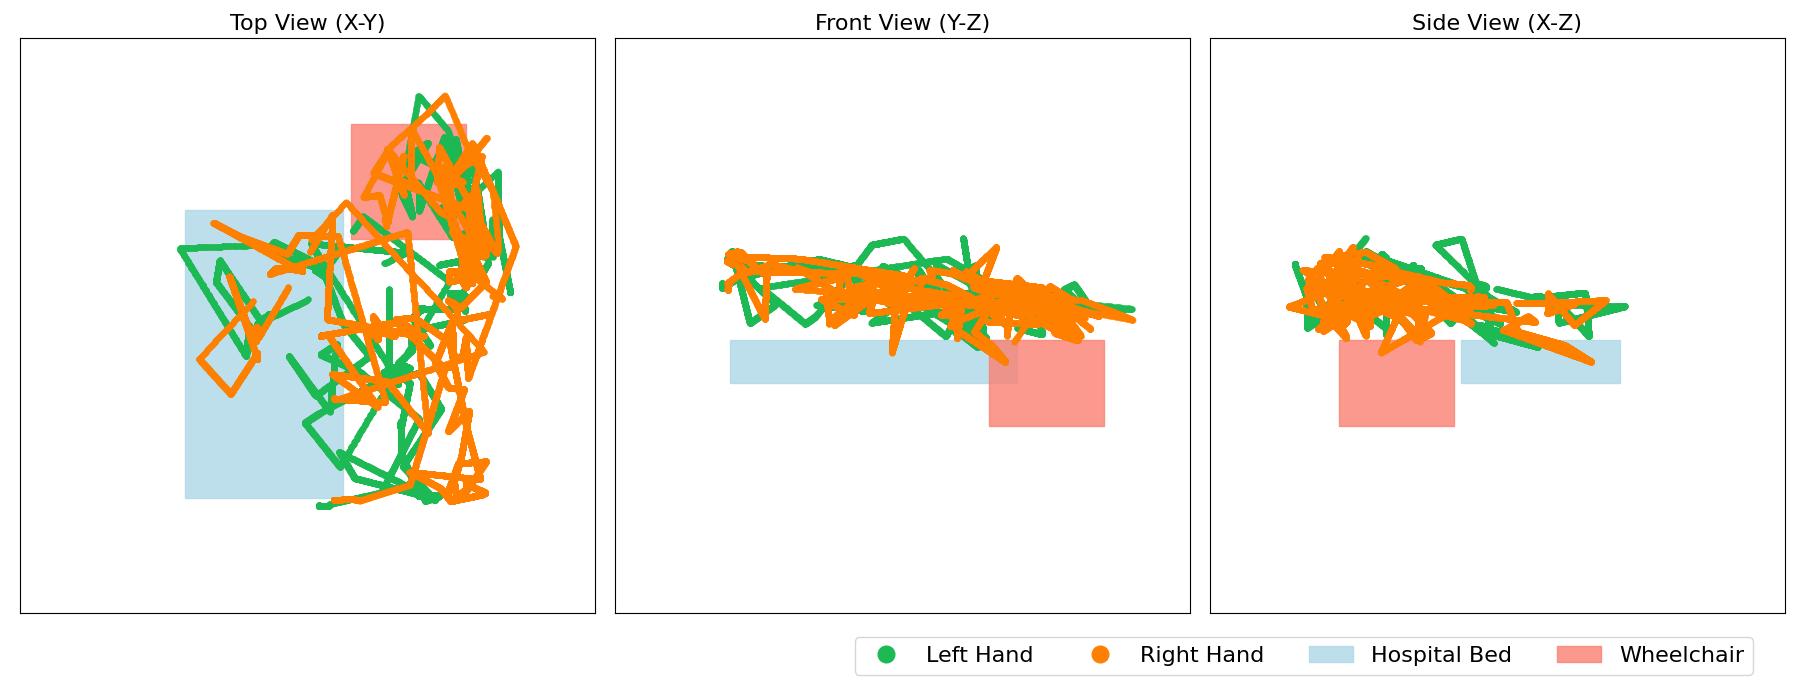 Top View (X-Y)
Front View (Y-Z)
Side View (X-Z)
Left Hand
Right Hand
Hospital Bed
Wheelchair